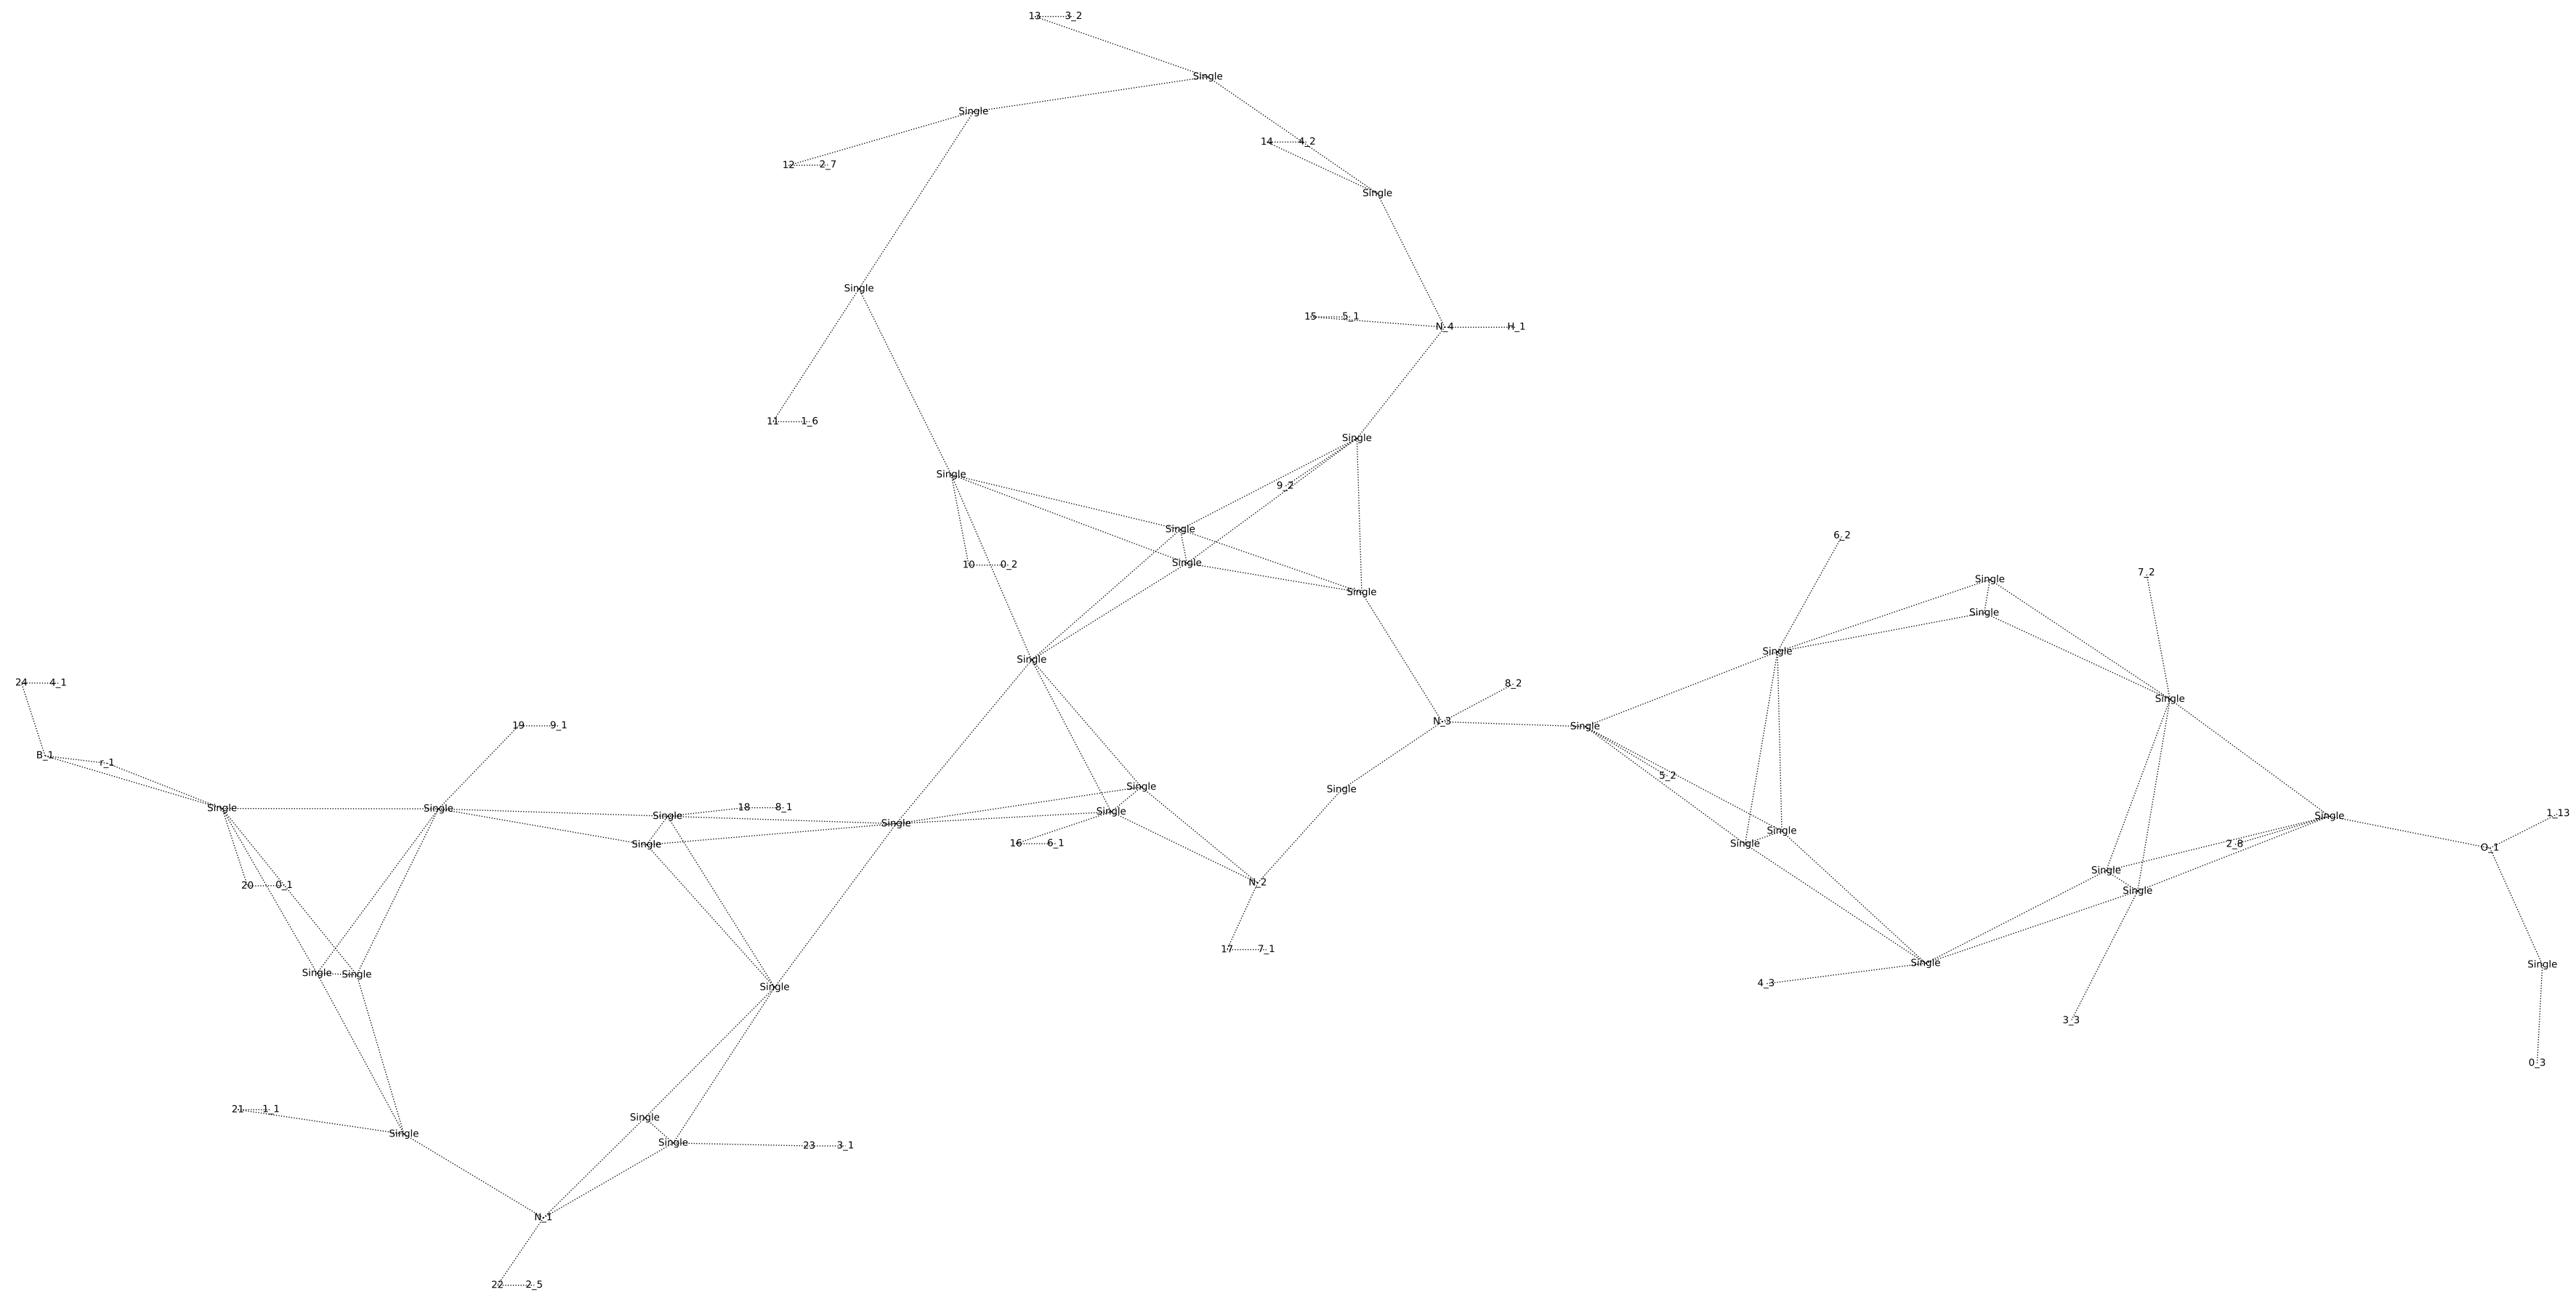 13 3_2
Single
Single
14 4_2
12 2_7
Single
Single
15 5_1
N_4 H_1
11 1_6
Single
Single
9_2
Single
6_2
Single
10 0_2
7_2
Single
Single
Single
Single
Single
24 4_1
8_2
Single
N_3
19 9_1
Single
B_1
r_1
5_2
Single
Single
Single
18 8_1
Single
Single
1_13
Single
Single
Single
Single
16 6_1
Single
2_8
O_1
Single
N_2
20 0_1
Single
17 7_1
Single
Single
Single
Single
4_3
Single
3_3
0_3
21 1_1
Single
Single
Single
23 3_1
N_1
22 2_5